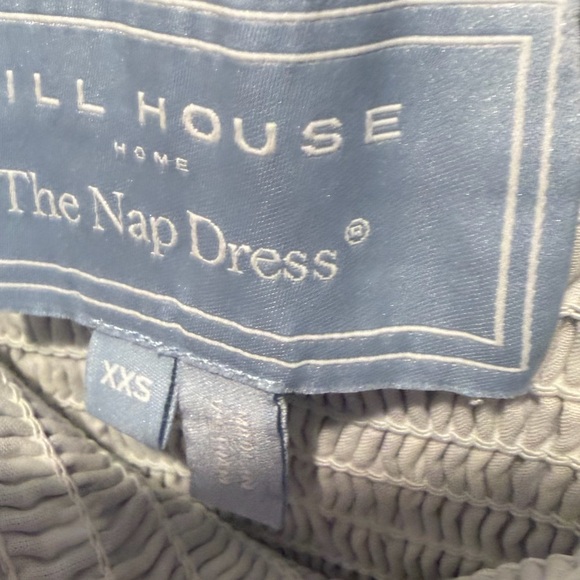 ILL HOUSE
HOME
The Nap Dress®
XXS